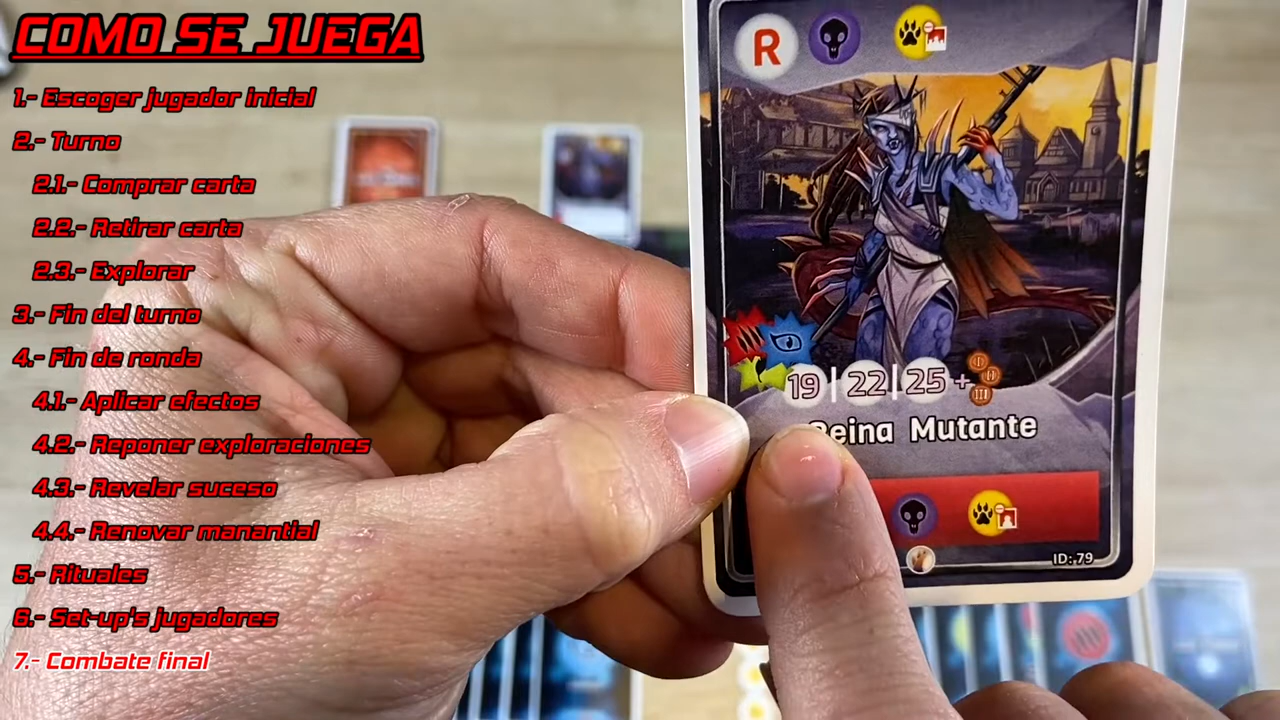 COMO SE JUEGA
1.- Escoger jugador inicial
2.- Turno
2.1.- Comprar carta
2.2.- Retirar carta
2.3.- Explorar
3.- Fin del turno
4.- Fin de ronda
4.1.- Aplicar efectos
4.2.- Reponer exploraciones
4.3.- Revelar suceso
4.4.- Renovar manantial
5.- Rituales
6.- Set-up's jugadores
7.- Combate final
R
19 | 22 | 25 +
Reina Mutante
ID: 79